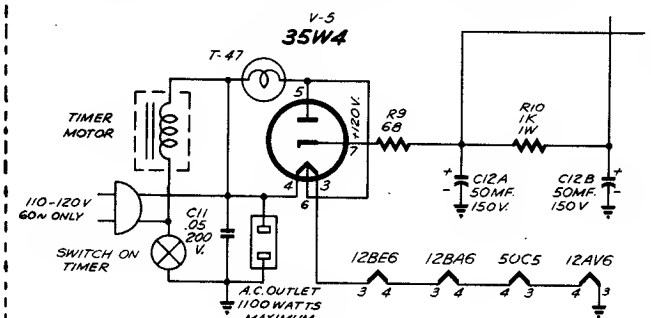 V-5
35W4
T-47
TIMER
MOTOR
5
+120V.
7
R9
68
R10
1K
1W
+
-
C12A
50MF.
150V.
+
-
C12B
50MF.
150V
110-120V
60~ ONLY
4
3
6
C11
.05
200
V.
SWITCH ON
TIMER
A.C. OUTLET
1100 WATTS
MAXIMUM
12BE6
12BA6
50C5
12AV6
3
4
3
4
4
3
4
3